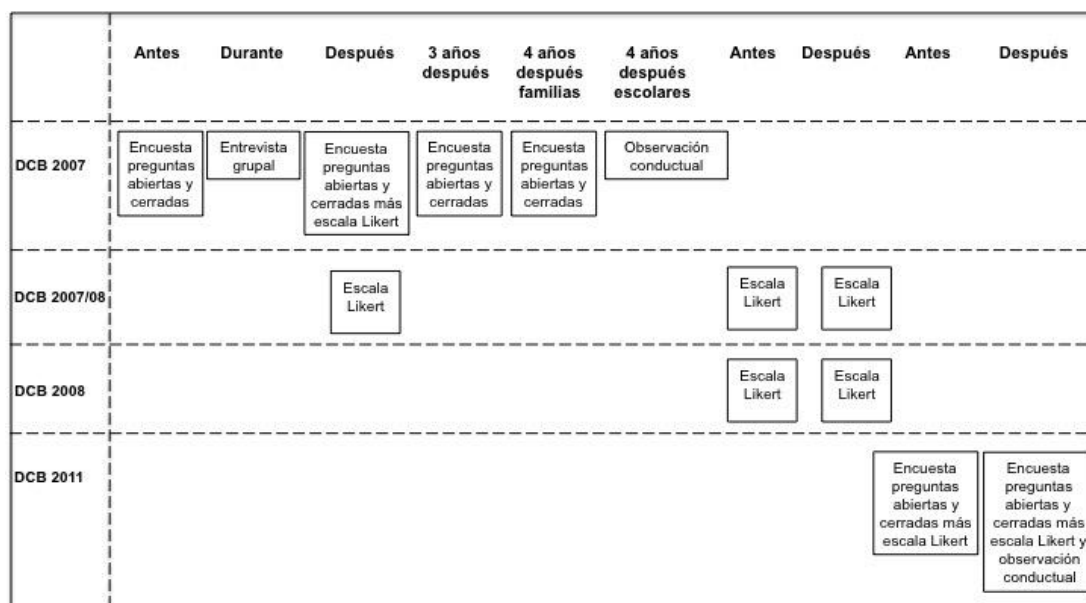 Antes
Durante
Después
3 años
después
4 años
después
familias
4 años
después
escolares
Antes
Después
Antes
Después
DCB 2007
Encuesta
preguntas
abiertas y
cerradas
Entrevista
grupal
Encuesta
preguntas
abiertas y
cerradas más
escala Likert
Encuesta
preguntas
abiertas y
cerradas
Encuesta
preguntas
abiertas y
cerradas
Observación
conductual
DCB 2007/08
Escala
Likert
Escala
Likert
Escala
Likert
DCB 2008
Escala
Likert
Escala
Likert
DCB 2011
Encuesta
preguntas
abiertas y
cerradas más
escala Likert
Encuesta
preguntas
abiertas y
cerradas más
escala Likert y
observación
conductual